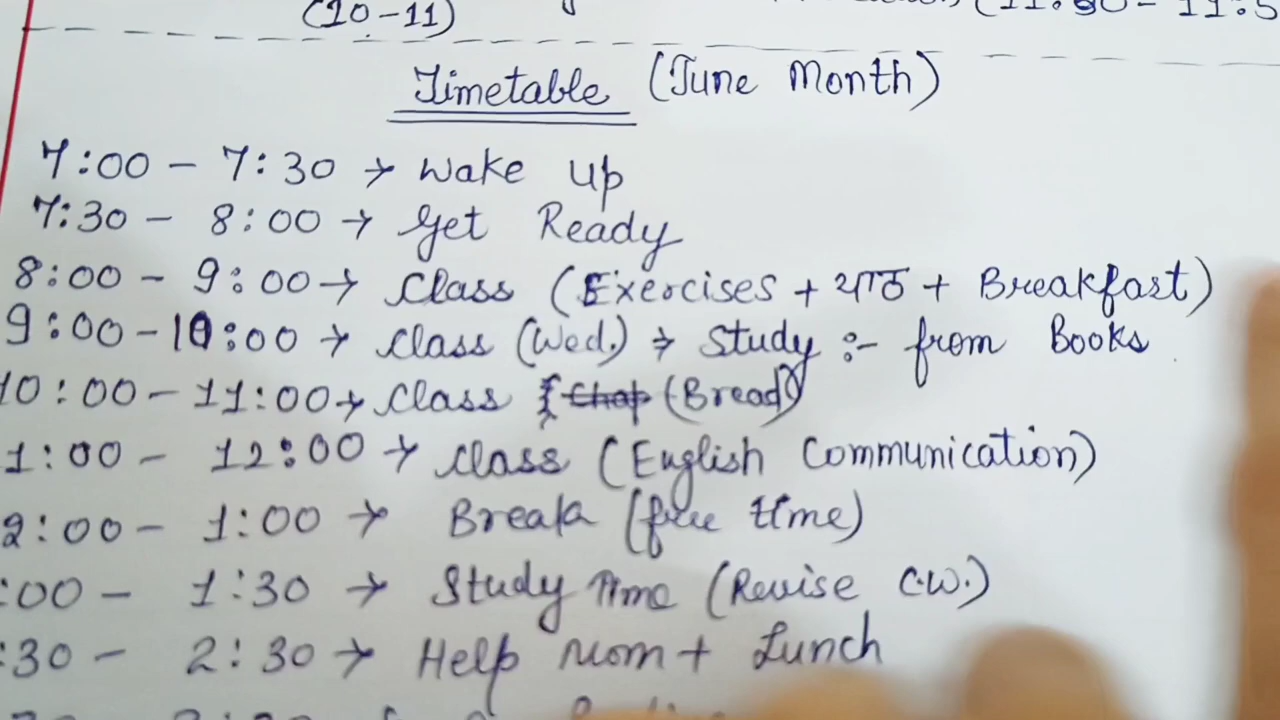 (10-11)
Timetable (June Month)
7:00 - 7:30 → Wake up
7:30 - 8:00 → Get Ready
8:00 - 9:00 → Class (Exercises + पाठ + Breakfast)
9:00 - 10:00 → Class (Wed.) → Study :- from Books
10:00 - 11:00 → Class (Bread)
1:00 - 12:00 → Class (English Communication)
2:00 - 1:00 → Break (free time)
:00 - 1:30 → Study Time (Revise C.W.)
:30 - 2:30 → Help Mom + Lunch